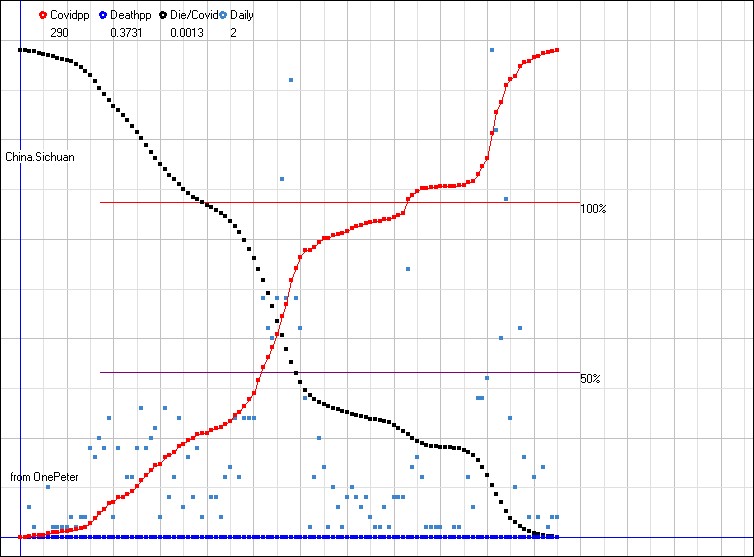 Covidpp Deathpp Die/Covid Daily
290 0.3731 0.0013 2
China.Sichuan
100%
50%
from OnePeter